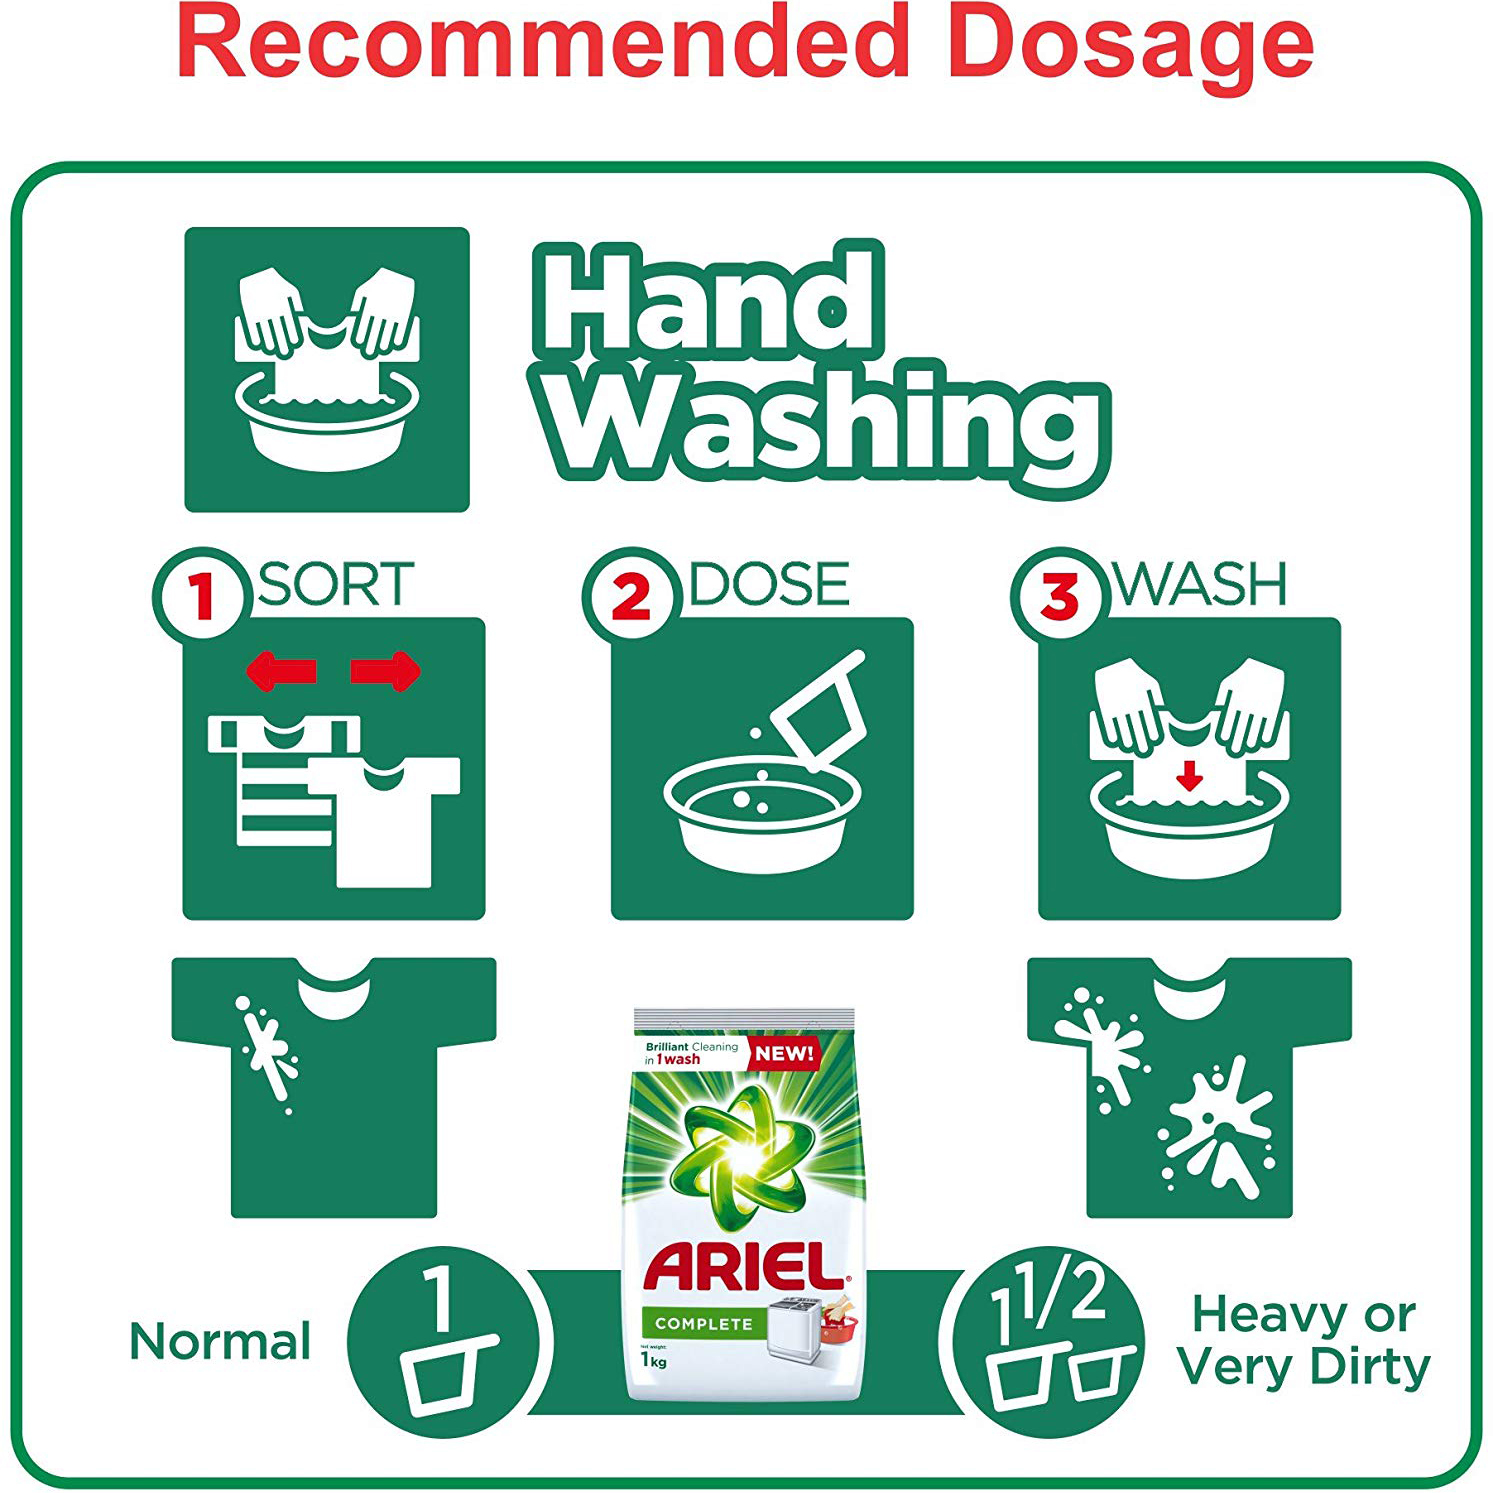 Recommended Dosage
Hand
Washing
1 SORT
2 DOSE
3 WASH
Brilliant Cleaning
in 1 wash
NEW!
ARIEL
COMPLETE
Net weight:
1kg
Normal
1
1 1/2
Heavy or
Very Dirty